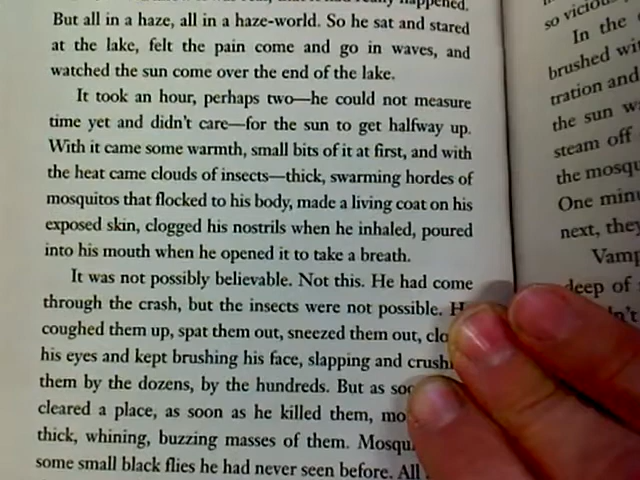 happened.
But all in a haze, all in a haze-world. So he sat and stared
at the lake, felt the pain come and go in waves, and
watched the sun come over the end of the lake.
It took an hour, perhaps two—he could not measure
time yet and didn't care—for the sun to get halfway up.
With it came some warmth, small bits of it at first, and with
the heat came clouds of insects—thick, swarming hordes of
mosquitos that flocked to his body, made a living coat on his
exposed skin, clogged his nostrils when he inhaled, poured
into his mouth when he opened it to take a breath.
It was not possibly believable. Not this. He had come
through the crash, but the insects were not possible.
coughed them up, spat them out, sneezed them out,
his eyes and kept brushing his face, slapping and
them by the dozens, by the hundreds. But as
cleared a place, as soon as he killed them,
thick, whining, buzzing masses of them.
some small black flies he had never seen before. All
so
In the
brushed
and
the sun
steam off
the
One
next, they
deep of